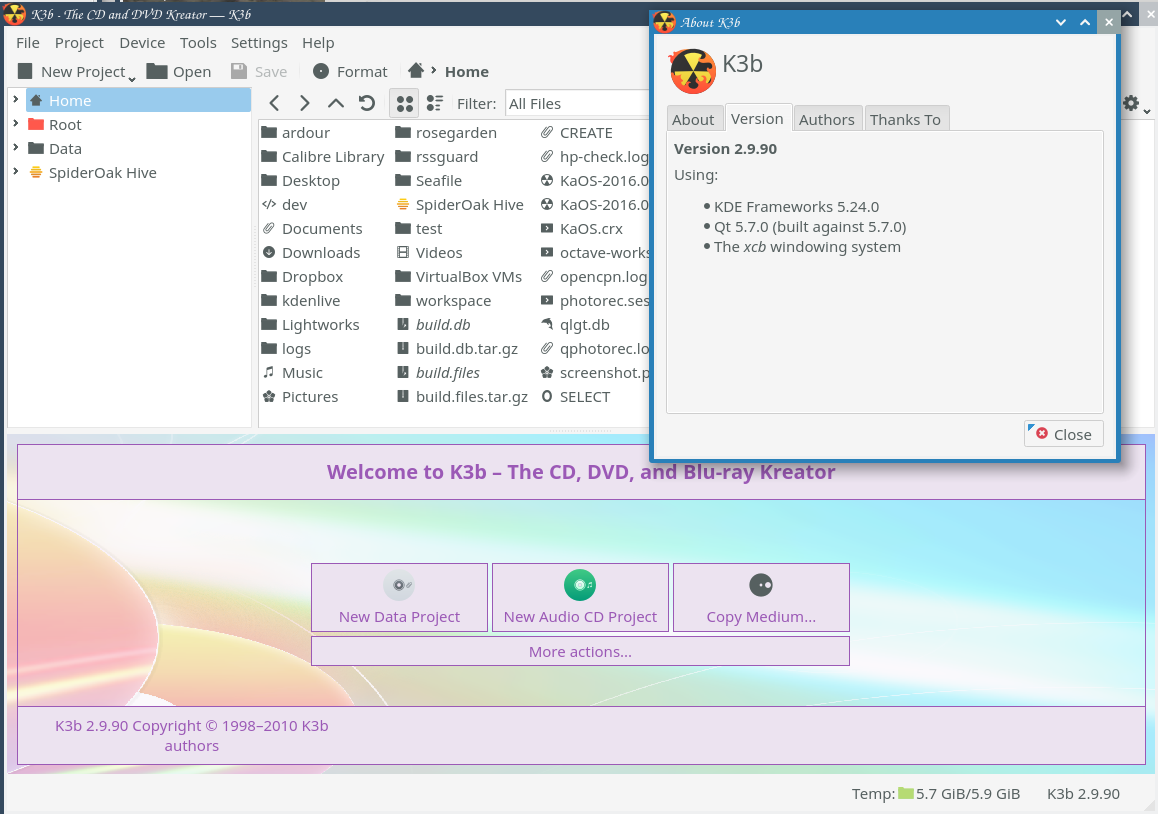 K3b - The CD and DVD Kreator — K3b
File Project Device Tools Settings Help
New Project Open Save Format Home
Home
Root
Data
SpiderOak Hive
Filter: All Files
ardour
Calibre Library
Desktop
dev
Documents
Downloads
Dropbox
kdenlive
Lightworks
logs
Music
Pictures
rosegarden
rssguard
Seafile
SpiderOak Hive
test
Videos
VirtualBox VMs
workspace
build.db
build.db.tar.gz
build.files
build.files.tar.gz
CREATE
hp-check.log
KaOS-2016.0
KaOS-2016.0
KaOS.crx
octave-works
opencpn.log
photorec.ses
qlgt.db
qphotorec.lo
screenshot.p
SELECT
About K3b
K3b
About Version Authors Thanks To
Version 2.9.90
Using:
KDE Frameworks 5.24.0
Qt 5.7.0 (built against 5.7.0)
The xcb windowing system
Close
Welcome to K3b – The CD, DVD, and Blu-ray Kreator
New Data Project
New Audio CD Project
Copy Medium...
More actions...
K3b 2.9.90 Copyright © 1998–2010 K3b
authors
Temp: 5.7 GiB/5.9 GiB K3b 2.9.90